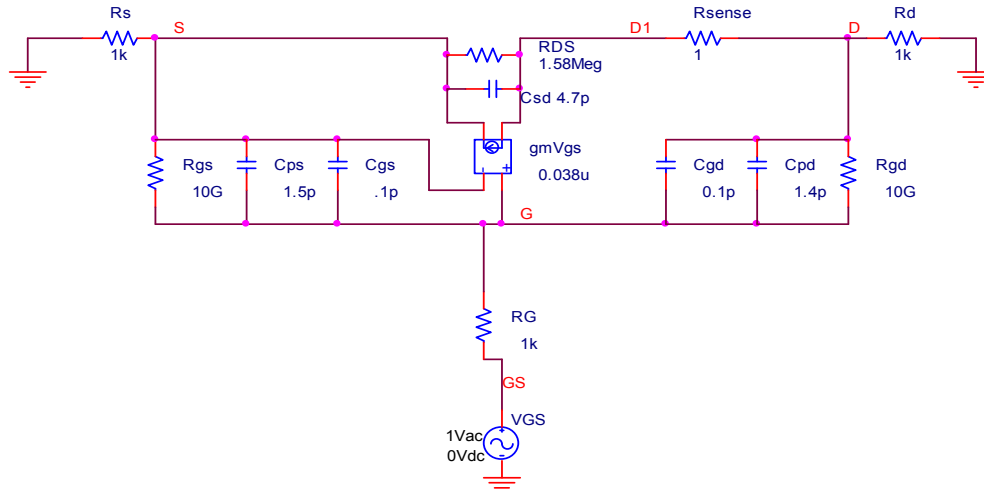 Rs
1k
S
RDS
1.58Meg
Csd 4.7p
D1
Rsense
1
D
Rd
1k
Rgs
10G
Cps
1.5p
Cgs
.1p
gmVgs
0.038u
-
+
Cgd
0.1p
Cpd
1.4p
Rgd
10G
G
RG
1k
GS
VGS
1Vac
0Vdc
+
-